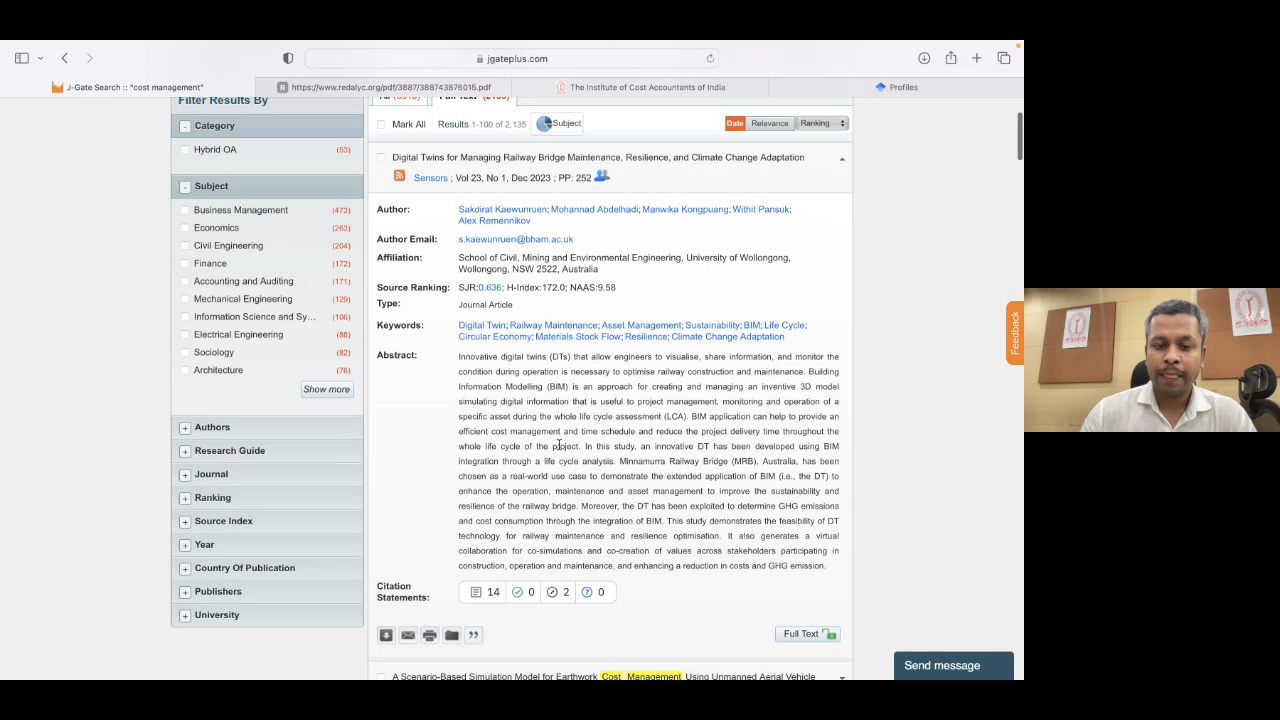 jgateplus.com
J-Gate Search :: "cost management"
https://www.redalyc.org/pdf/3887/388743876015.pdf
The Institute of Cost Accountants of India
Profiles
Filter Results By
Category
Hybrid OA (53)
Subject
Business Management (473)
Economics (263)
Civil Engineering (204)
Finance (172)
Accounting and Auditing (171)
Mechanical Engineering (129)
Information Science and Sy... (106)
Electrical Engineering (88)
Sociology (82)
Architecture (76)
Show more
Authors
Research Guide
Journal
Ranking
Source Index
Year
Country Of Publication
Publishers
University
Mark All Results 1-100 of 2,135 Subject Date Relevance Ranking
Digital Twins for Managing Railway Bridge Maintenance, Resilience, and Climate Change Adaptation
Sensors ; Vol 23, No 1, Dec 2023 ; PP: 252
Author: Sakdirat Kaewunruen; Mohannad Abdelhadi; Manwika Kongpuang; Withit Pansuk;
Alex Remennikov
Author Email: s.kaewunruen@bham.ac.uk
Affiliation: School of Civil, Mining and Environmental Engineering, University of Wollongong,
Wollongong, NSW 2522, Australia
Source Ranking: SJR:0.636; H-Index:172.0; NAAS:9.58
Type: Journal Article
Keywords: Digital Twin; Railway Maintenance; Asset Management; Sustainability; BIM; Life Cycle;
Circular Economy; Materials Stock Flow; Resilience; Climate Change Adaptation
Abstract: Innovative digital twins (DTs) that allow engineers to visualise, share information, and monitor the
condition during operation is necessary to optimise railway construction and maintenance. Building
Information Modelling (BIM) is an approach for creating and managing an inventive 3D model
simulating digital information that is useful to project management, monitoring and operation of a
specific asset during the whole life cycle assessment (LCA). BIM application can help to provide an
efficient cost management and time schedule and reduce the project delivery time throughout the
whole life cycle of the project. In this study, an innovative DT has been developed using BIM
integration through a life cycle analysis. Minnamurra Railway Bridge (MRB), Australia, has been
chosen as a real-world use case to demonstrate the extended application of BIM (i.e., the DT) to
enhance the operation, maintenance and asset management to improve the sustainability and
resilience of the railway bridge. Moreover, the DT has been exploited to determine GHG emissions
and cost consumption through the integration of BIM. This study demonstrates the feasibility of DT
technology for railway maintenance and resilience optimisation. It also generates a virtual
collaboration for co-simulations and co-creation of values across stakeholders participating in
construction, operation and maintenance, and enhancing a reduction in costs and GHG emission.
Citation
Statements:
14 0 2 0
Full Text
A Scenario-Based Simulation Model for Earthwork Cost Management Using Unmanned Aerial Vehicle
Feedback
Send message